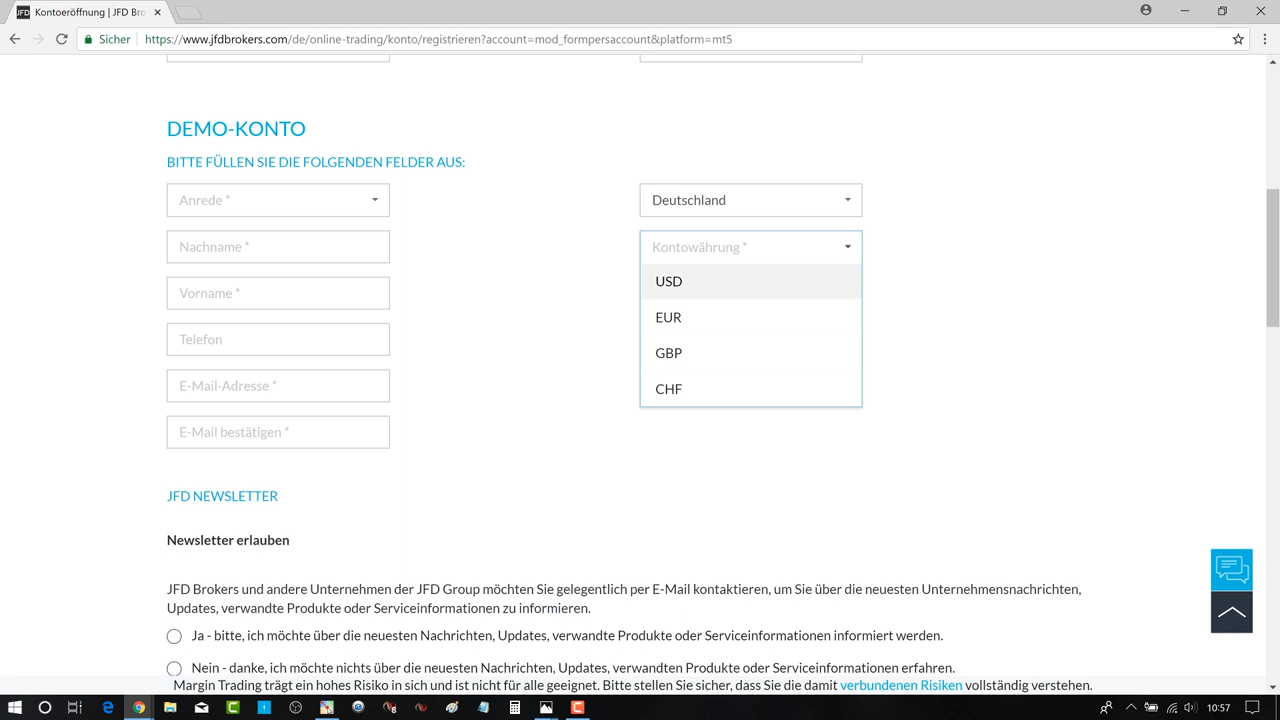 JFD Kontoeröffnung | JFD Bro
Sicher https://www.jfdbrokers.com/de/online-trading/konto/registrieren?account=mod_formpersaccount&platform=mt5
DEMO-KONTO
BITTE FÜLLEN SIE DIE FOLGENDEN FELDER AUS:
Anrede *
Deutschland
Nachname *
Kontowährung *
Vorname *
USD
EUR
Telefon
GBP
E-Mail-Adresse *
CHF
E-Mail bestätigen *
JFD NEWSLETTER
Newsletter erlauben
JFD Brokers und andere Unternehmen der JFD Group möchten Sie gelegentlich per E-Mail kontaktieren, um Sie über die neuesten Unternehmensnachrichten,
Updates, verwandte Produkte oder Serviceinformationen zu informieren.
Ja - bitte, ich möchte über die neuesten Nachrichten, Updates, verwandte Produkte oder Serviceinformationen informiert werden.
Nein - danke, ich möchte nichts über die neuesten Nachrichten, Updates, verwandten Produkte oder Serviceinformationen erfahren.
Margin Trading trägt ein hohes Risiko in sich und ist nicht für alle geeignet. Bitte stellen Sie sicher, dass Sie die damit verbundenen Risiken vollständig verstehen.
10:57